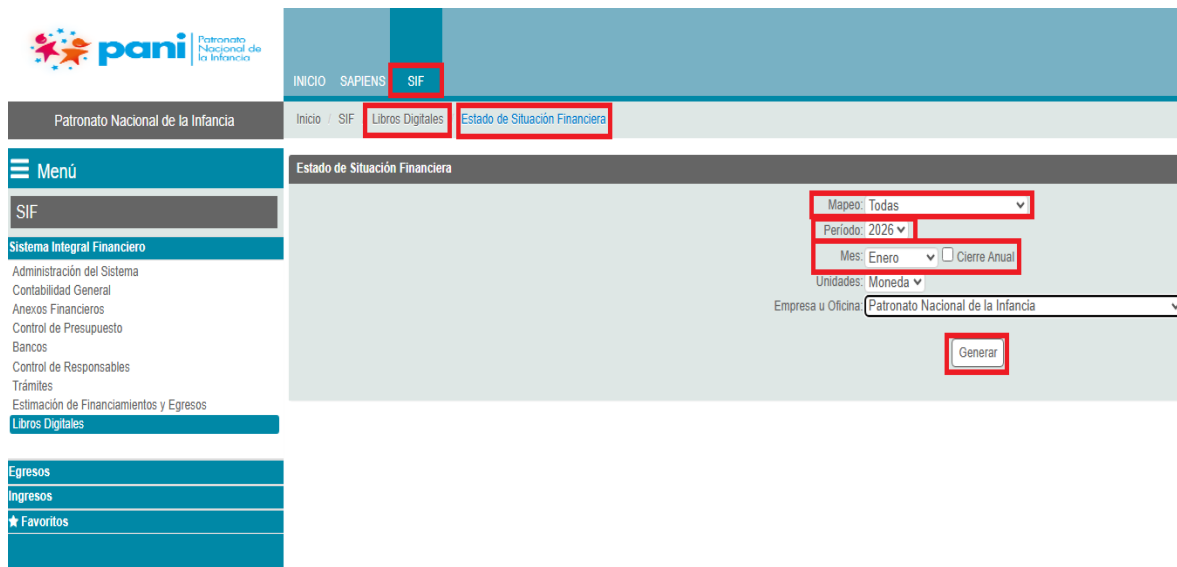 pani Patronato Nacional de la Infancia
INICIO SAPIENS SIF
Patronato Nacional de la Infancia
Inicio / SIF Libros Digitales / Estado de Situación Financiera
Menú
SIF
Sistema Integral Financiero
Administración del Sistema
Contabilidad General
Anexos Financieros
Control de Presupuesto
Bancos
Control de Responsables
Trámites
Estimación de Financiamientos y Egresos
Libros Digitales
Egresos
Ingresos
Favoritos
Estado de Situación Financiera
Mapeo: Todas
Período: 2026
Mes: Enero Cierre Anual
Unidades: Moneda
Empresa u Oficina: Patronato Nacional de la Infancia
Generar